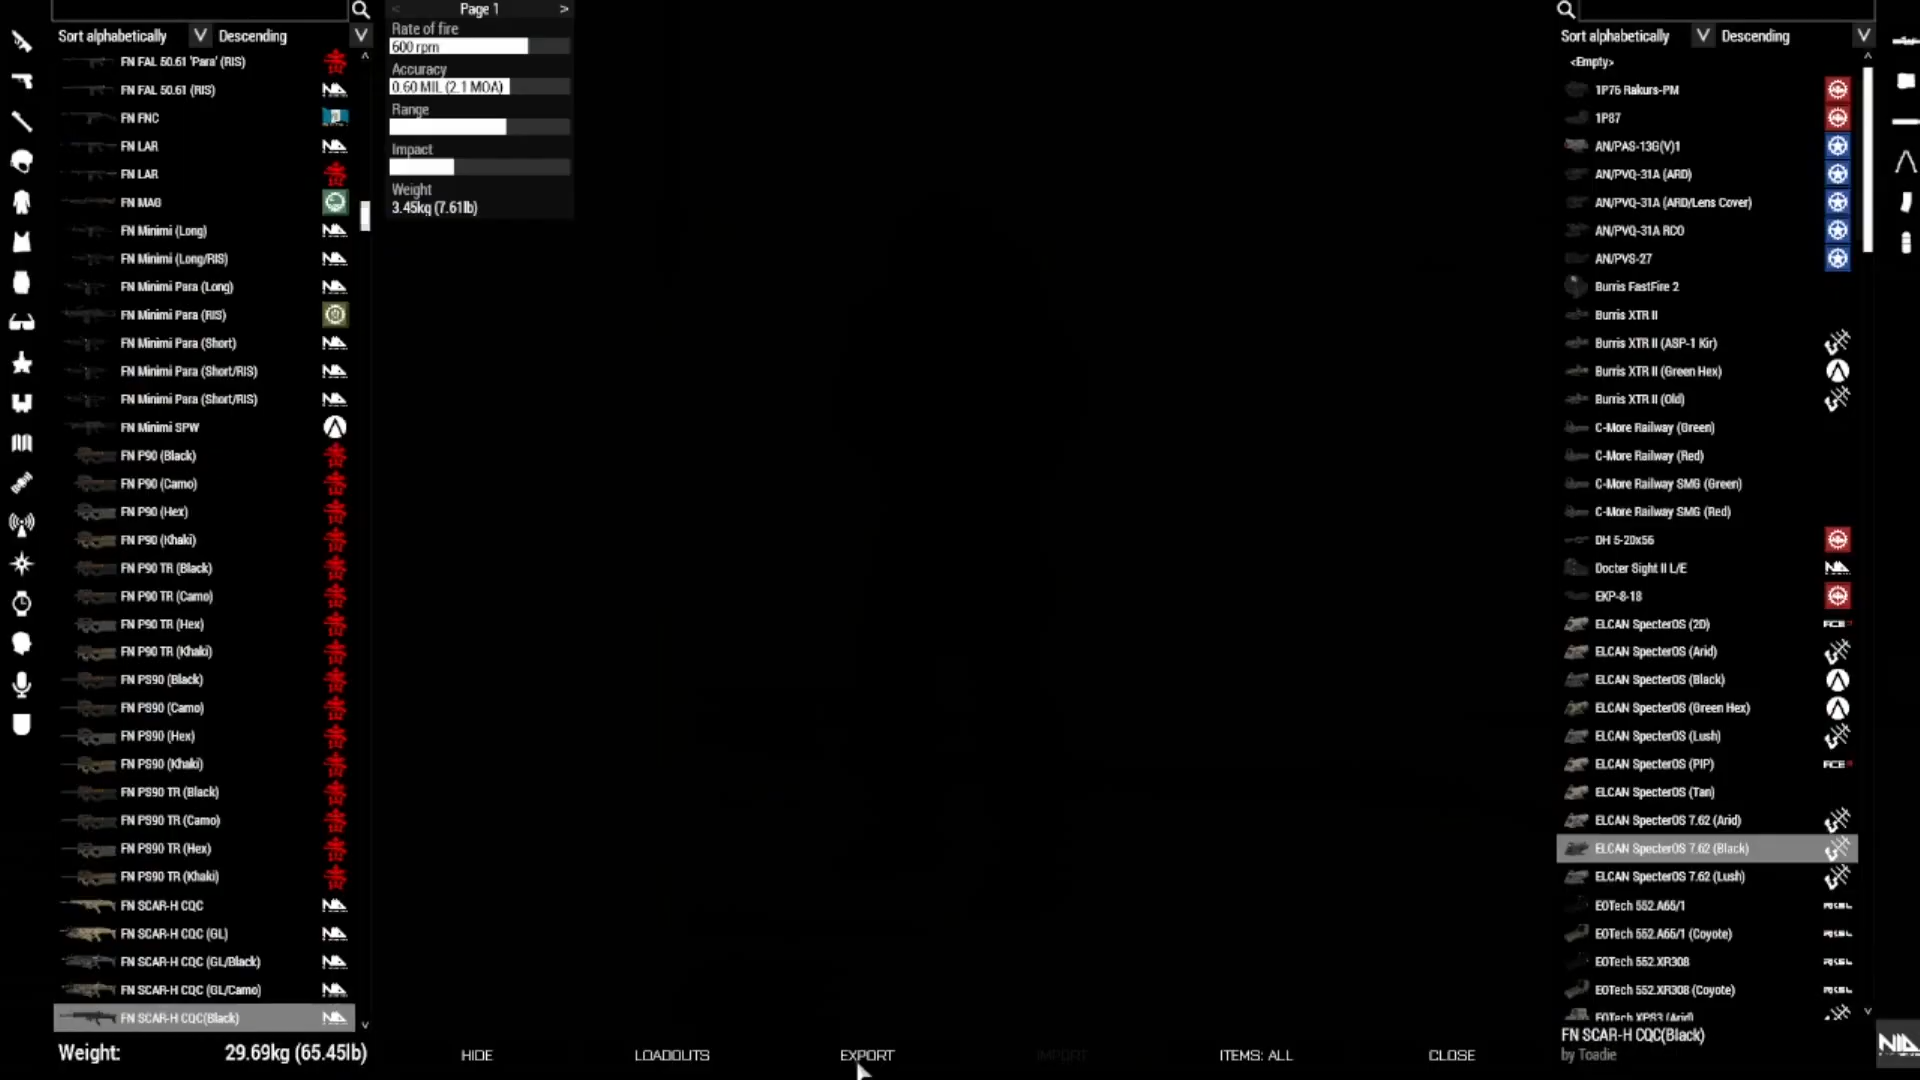 Sort alphabetically V Descending V
FN FAL 50.61 'Para' (RIS)
FN FAL 50.61 (RIS)
FN FNC
FN LAR
FN LAR
FN MAG
FN Minimi (Long)
FN Minimi (Long/RIS)
FN Minimi Para (Long)
FN Minimi Para (RIS)
FN Minimi Para (Short)
FN Minimi Para (Short/RIS)
FN Minimi Para (Short/RIS)
FN Minimi SPW
FN P90 (Black)
FN P90 (Camo)
FN P90 (Hex)
FN P90 (Khaki)
FN P90 TR (Black)
FN P90 TR (Camo)
FN P90 TR (Hex)
FN P90 TR (Khaki)
FN PS90 (Black)
FN PS90 (Camo)
FN PS90 (Hex)
FN PS90 (Khaki)
FN PS90 TR (Black)
FN PS90 TR (Camo)
FN PS90 TR (Hex)
FN PS90 TR (Khaki)
FN SCAR-H CQC
FN SCAR-H CQC (GL)
FN SCAR-H CQC (GL/Black)
FN SCAR-H CQC (GL/Camo)
FN SCAR-H CQC(Black)
Weight: 29.69kg (65.45lb)
< Page 1 >
Rate of fire
600 rpm
Accuracy
0.60 MIL (2.1 MOA)
Range
Impact
Weight
3.45kg (7.61lb)
HIDE
LOADOUTS
EXPORT
IMPORT
ITEMS: ALL
CLOSE
Sort alphabetically V Descending V
<Empty>
1P76 Rakurs-PM
1P87
AN/PAS-13G(V)1
AN/PVQ-31A (ARD)
AN/PVQ-31A (ARD/Lens Cover)
AN/PVQ-31A RCO
AN/PVS-27
Burris FastFire 2
Burris XTR II
Burris XTR II (ASP-1 Kir)
Burris XTR II (Green Hex)
Burris XTR II (Old)
C-More Railway (Green)
C-More Railway (Red)
C-More Railway SMG (Green)
C-More Railway SMG (Red)
DH 5-20x56
Docter Sight II L/E
EKP-8-18
ELCAN SpecterOS (2D)
ELCAN SpecterOS (Arid)
ELCAN SpecterOS (Black)
ELCAN SpecterOS (Green Hex)
ELCAN SpecterOS (Lush)
ELCAN SpecterOS (PIP)
ELCAN SpecterOS (Tan)
ELCAN SpecterOS 7.62 (Arid)
ELCAN SpecterOS 7.62 (Black)
ELCAN SpecterOS 7.62 (Lush)
EOTech 552.A65/1
EOTech 552.A65/1 (Coyote)
EOTech 552.XR308
EOTech 552.XR308 (Coyote)
EOTech XPS3 (Arid)
FN SCAR-H CQC(Black)
by Toadie